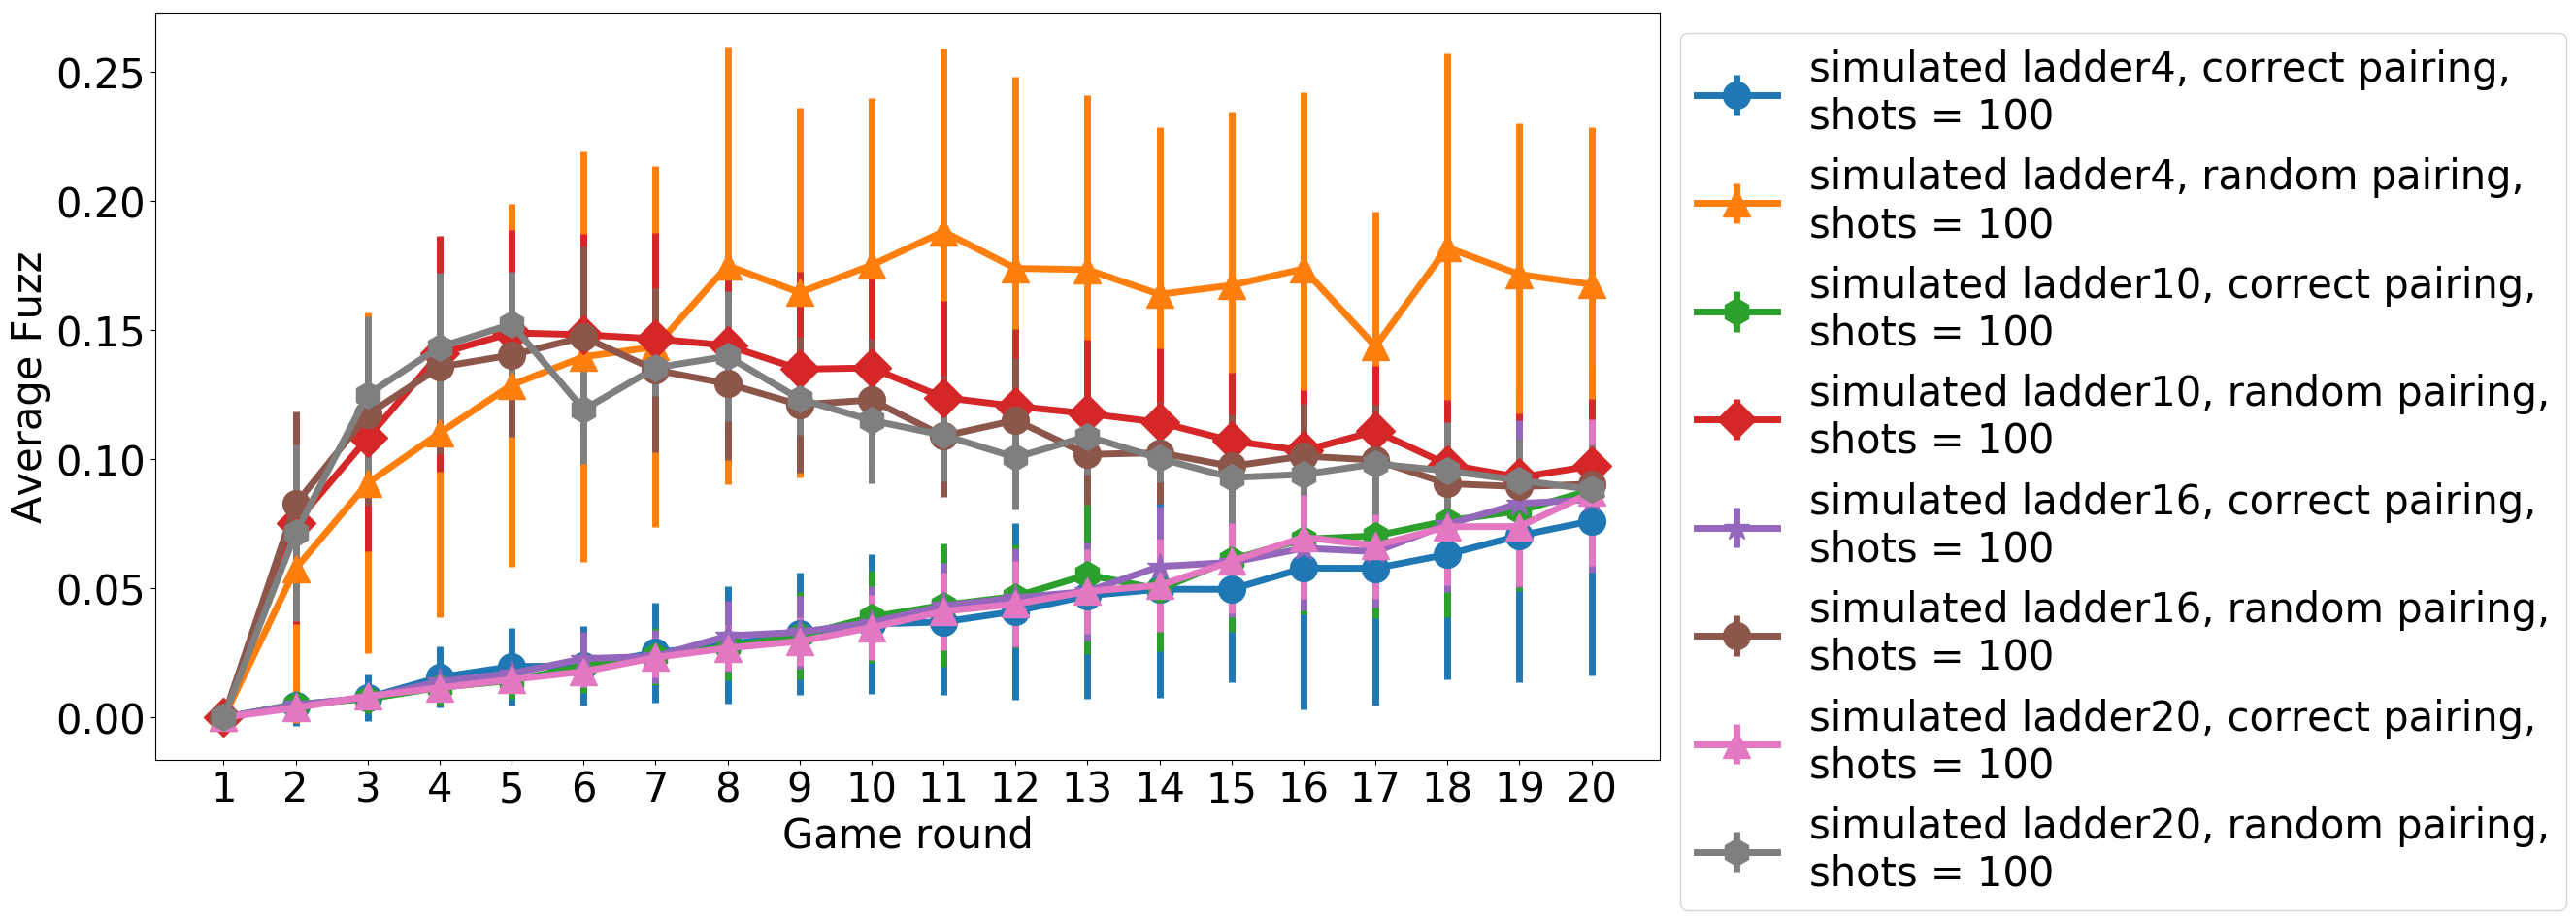 0.25
0.20
0.15
0.10
0.05
0.00
Average Fuzz
1 2 3 4 5 6 7 8 9 10 11 12 13 14 15 16 17 18 19 20
Game round
simulated ladder4, correct pairing,
shots = 100
simulated ladder4, random pairing,
shots = 100
simulated ladder10, correct pairing,
shots = 100
simulated ladder10, random pairing,
shots = 100
simulated ladder16, correct pairing,
shots = 100
simulated ladder16, random pairing,
shots = 100
simulated ladder20, correct pairing,
shots = 100
simulated ladder20, random pairing,
shots = 100